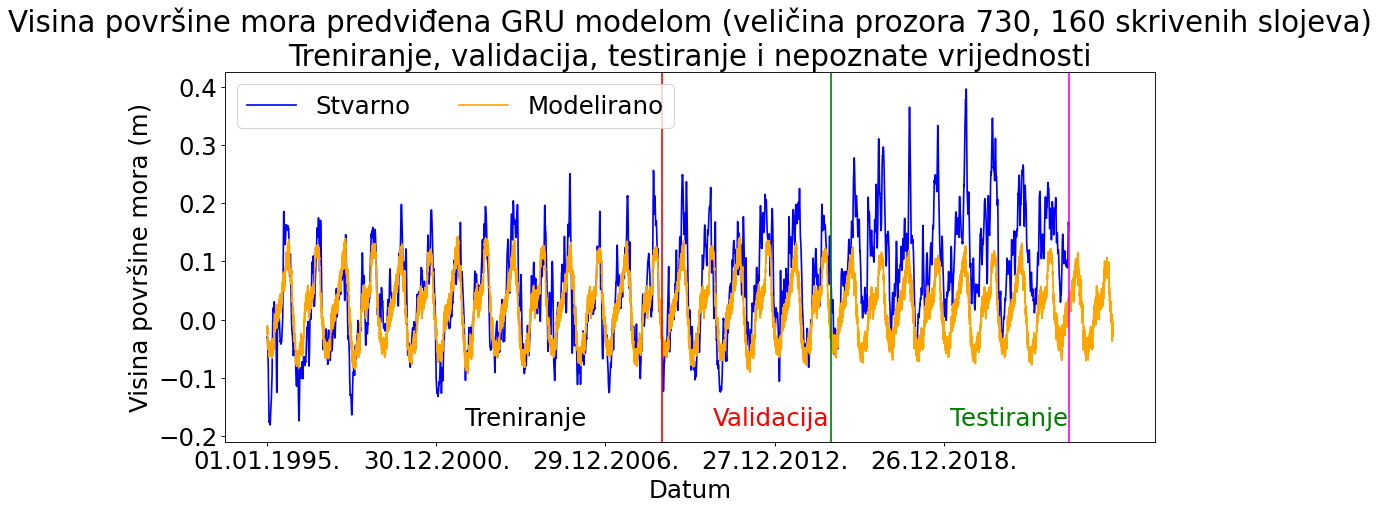 Visina površine mora predviđena GRU modelom (veličina prozora 730, 160 skrivenih slojeva)
Treniranje, validacija, testiranje i nepoznate vrijednosti
Stvarno Modelirano
Visina površine mora (m)
0.4
0.3
0.2
0.1
0.0
−0.1
−0.2
Treniranje Validacija Testiranje
01.01.1995. 30.12.2000. 29.12.2006. 27.12.2012. 26.12.2018.
Datum